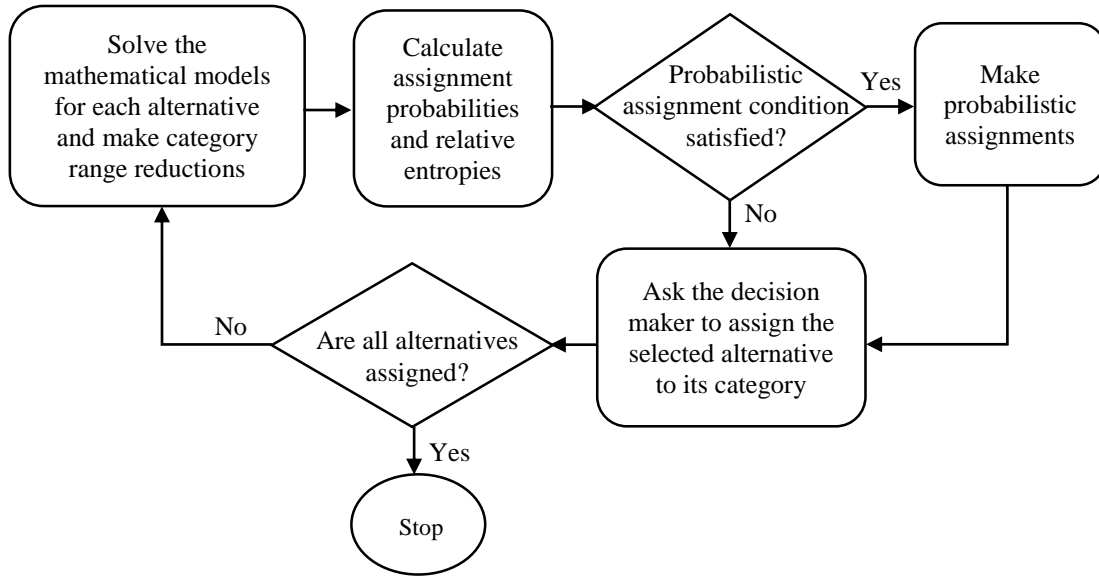 Solve the
mathematical models
for each alternative
and make category
range reductions
Calculate
assignment
probabilities
and relative
entropies
Probabilistic
assignment condition
satisfied?
Yes
Make
probabilistic
assignments
No
Ask the decision
maker to assign the
selected alternative
to its category
Are all alternatives
assigned?
No
Yes
Stop